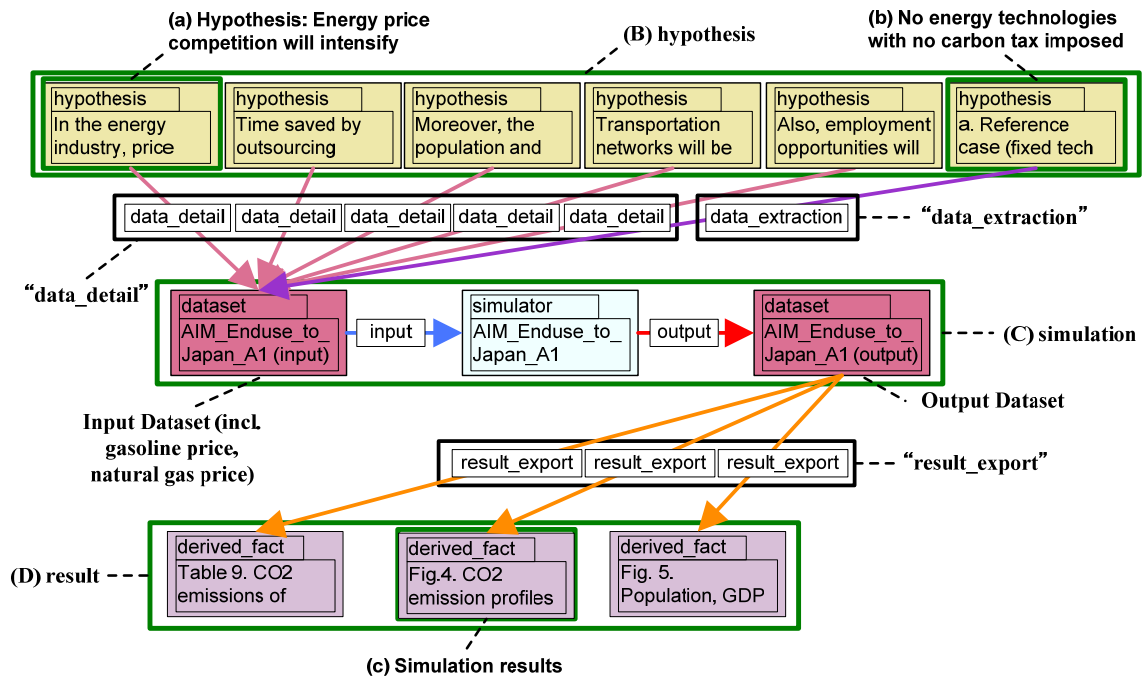 (a) Hypothesis: Energy price
competition will intensify
(B) hypothesis
(b) No energy technologies
with no carbon tax imposed
hypothesis
In the energy
industry, price
hypothesis
Time saved by
outsourcing
hypothesis
Moreover, the
population and
hypothesis
Transportation
networks will be
hypothesis
Also, employment
opportunities will
hypothesis
a. Reference
case (fixed tech
data_detail
data_detail
data_detail
data_detail
data_detail
data_extraction
“data_extraction”
“data_detail”
dataset
AIM_Enduse_to_
Japan_A1 (input)
input
simulator
AIM_Enduse_to_
Japan_A1
output
dataset
AIM_Enduse_to_
Japan_A1 (output)
(C) simulation
Input Dataset (incl.
gasoline price,
natural gas price)
Output Dataset
result_export
result_export
result_export
“result_export”
(D) result
derived_fact
Table 9. CO2
emissions of
derived_fact
Fig.4. CO2
emission profiles
derived_fact
Fig. 5.
Population, GDP
(c) Simulation results